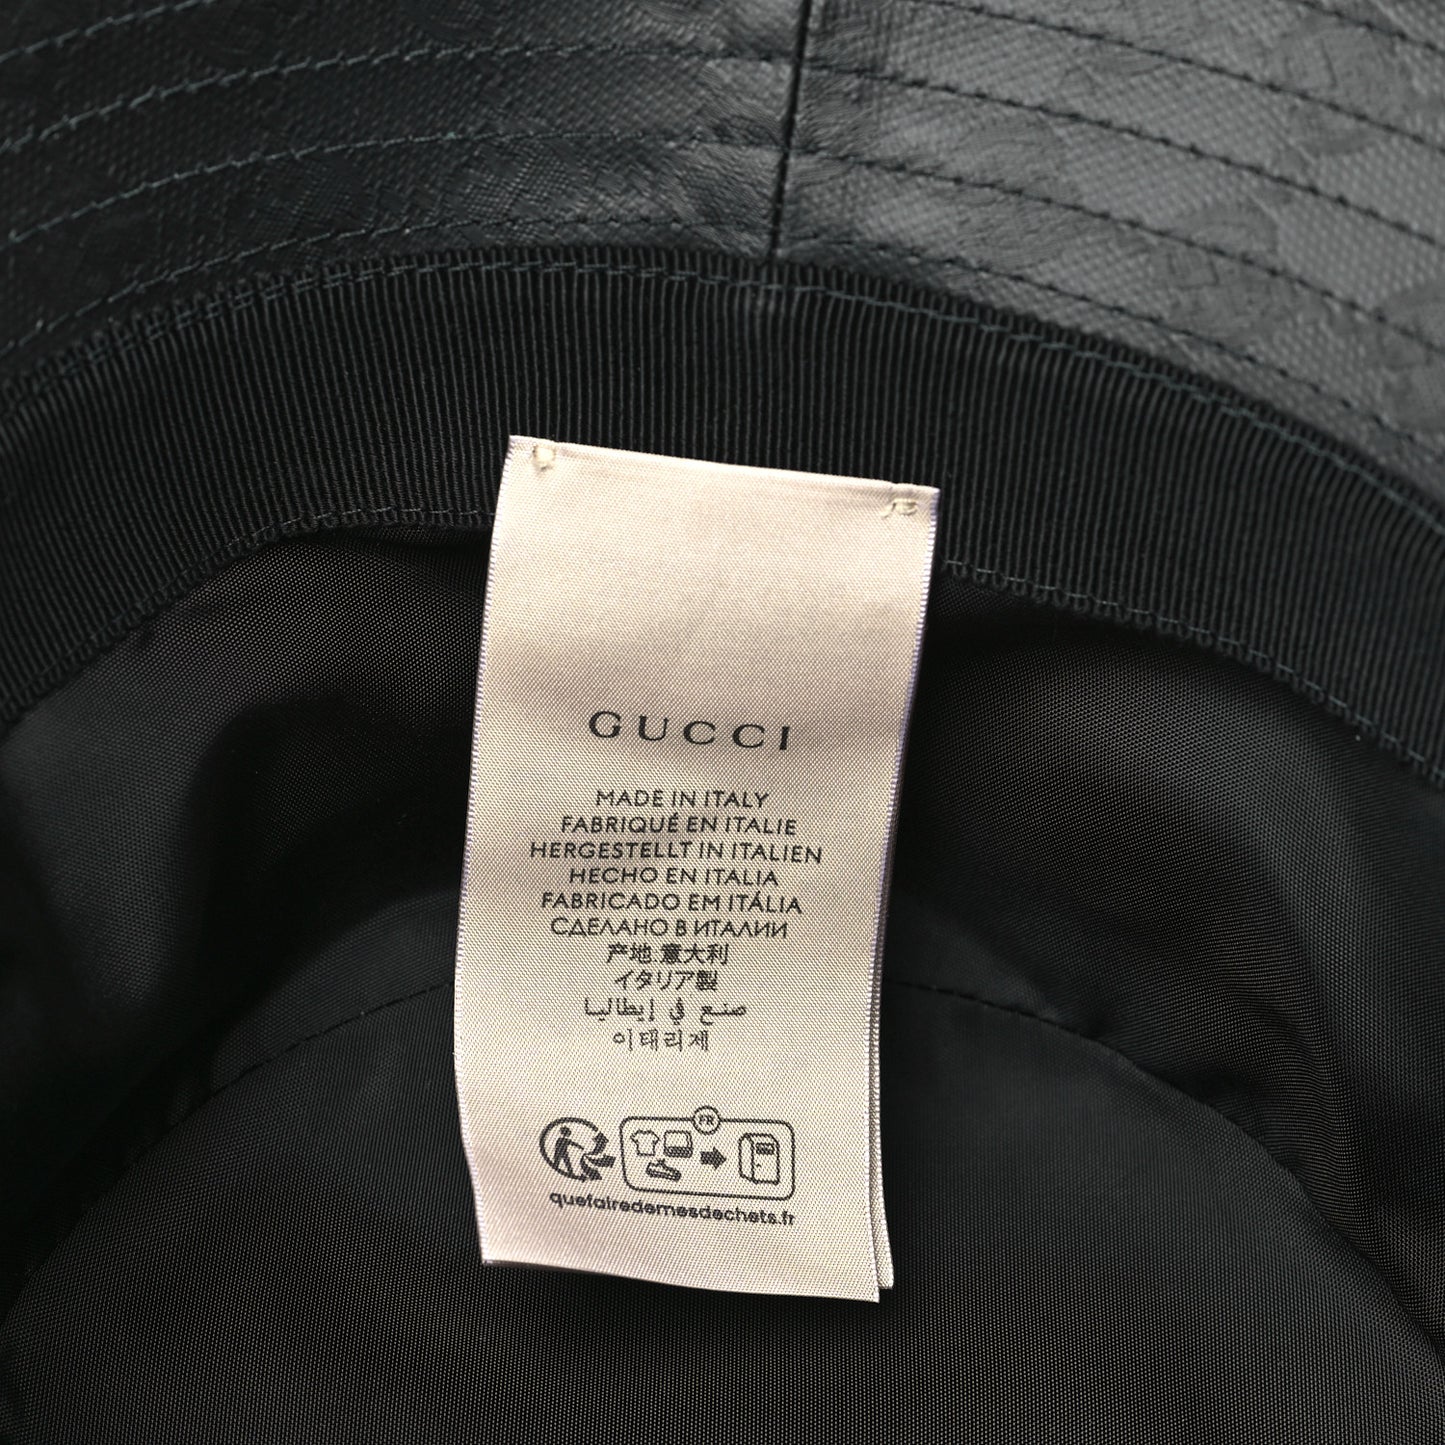 GUCCI
MADE IN ITALY
FABRIQUÉ EN ITALIE
HERGESTELLT IN ITALIEN
HECHO EN ITALIA
FABRICADO EM ITÁLIA
СДЕЛАНО В ИТАЛИИ
产地:意大利
イタリア製
صنع في إيطاليا
이태리제
FR
quefairedemesdechets.fr